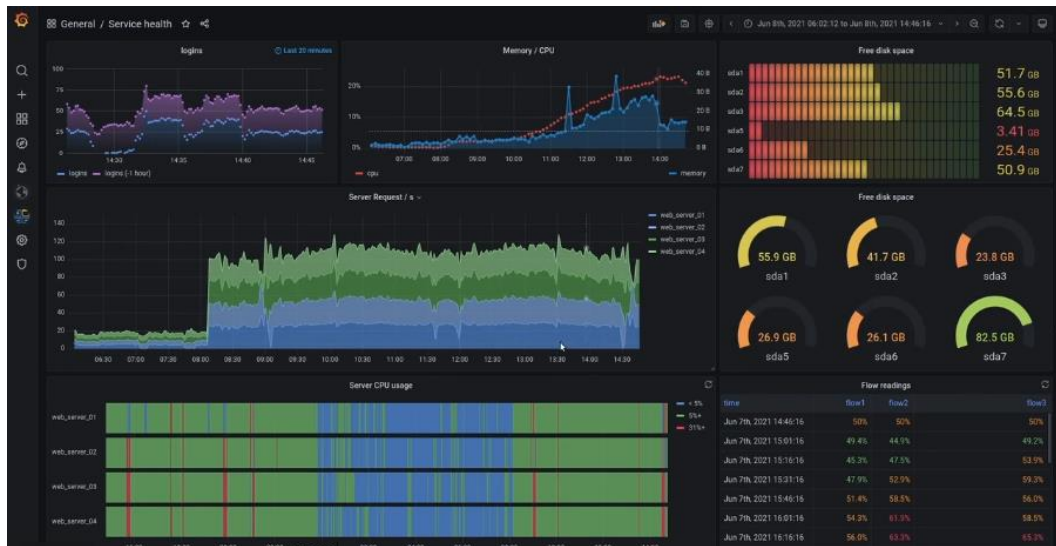 General / Service health
Jun 8th, 2021 06:02:12 to Jun 8th, 2021 14:46:16
logins
Last 20 minutes
100
75
50
25
0
14:30
14:35
14:40
14:45
logins
logins (-1 hour)
Memory / CPU
20%
10%
0%
40 B
30 B
20 B
10 B
0 B
07:00
08:00
09:00
10:00
11:00
12:00
13:00
14:00
cpu
memory
Free disk space
sda1
51.7 GB
sda2
55.6 GB
sda3
64.5 GB
sda5
3.41 GB
sda6
25.4 GB
sda7
50.9 GB
Server Request / s
140
120
100
80
60
40
20
0
06:30
07:00
07:30
08:00
08:30
09:00
09:30
10:00
10:30
11:00
11:30
12:00
12:30
13:00
13:30
14:00
14:30
web_server_01
web_server_02
web_server_03
web_server_04
Free disk space
55.9 GB
sda1
41.7 GB
sda2
23.8 GB
sda3
26.9 GB
sda5
26.1 GB
sda6
82.5 GB
sda7
Server CPU usage
web_server_01
web_server_02
web_server_03
web_server_04
< 5%
5%+
31%+
Flow readings
time flow1 flow2 flow3
Jun 7th, 2021 14:46:16 50% 50% 50%
Jun 7th, 2021 15:01:16 49.4% 44.9% 49.2%
Jun 7th, 2021 15:16:16 45.3% 47.5% 53.9%
Jun 7th, 2021 15:31:16 47.9% 52.9% 59.3%
Jun 7th, 2021 15:46:16 51.4% 58.5% 56.0%
Jun 7th, 2021 16:01:16 54.3% 61.5% 58.5%
Jun 7th, 2021 16:16:16 56.0% 63.3% 65.3%